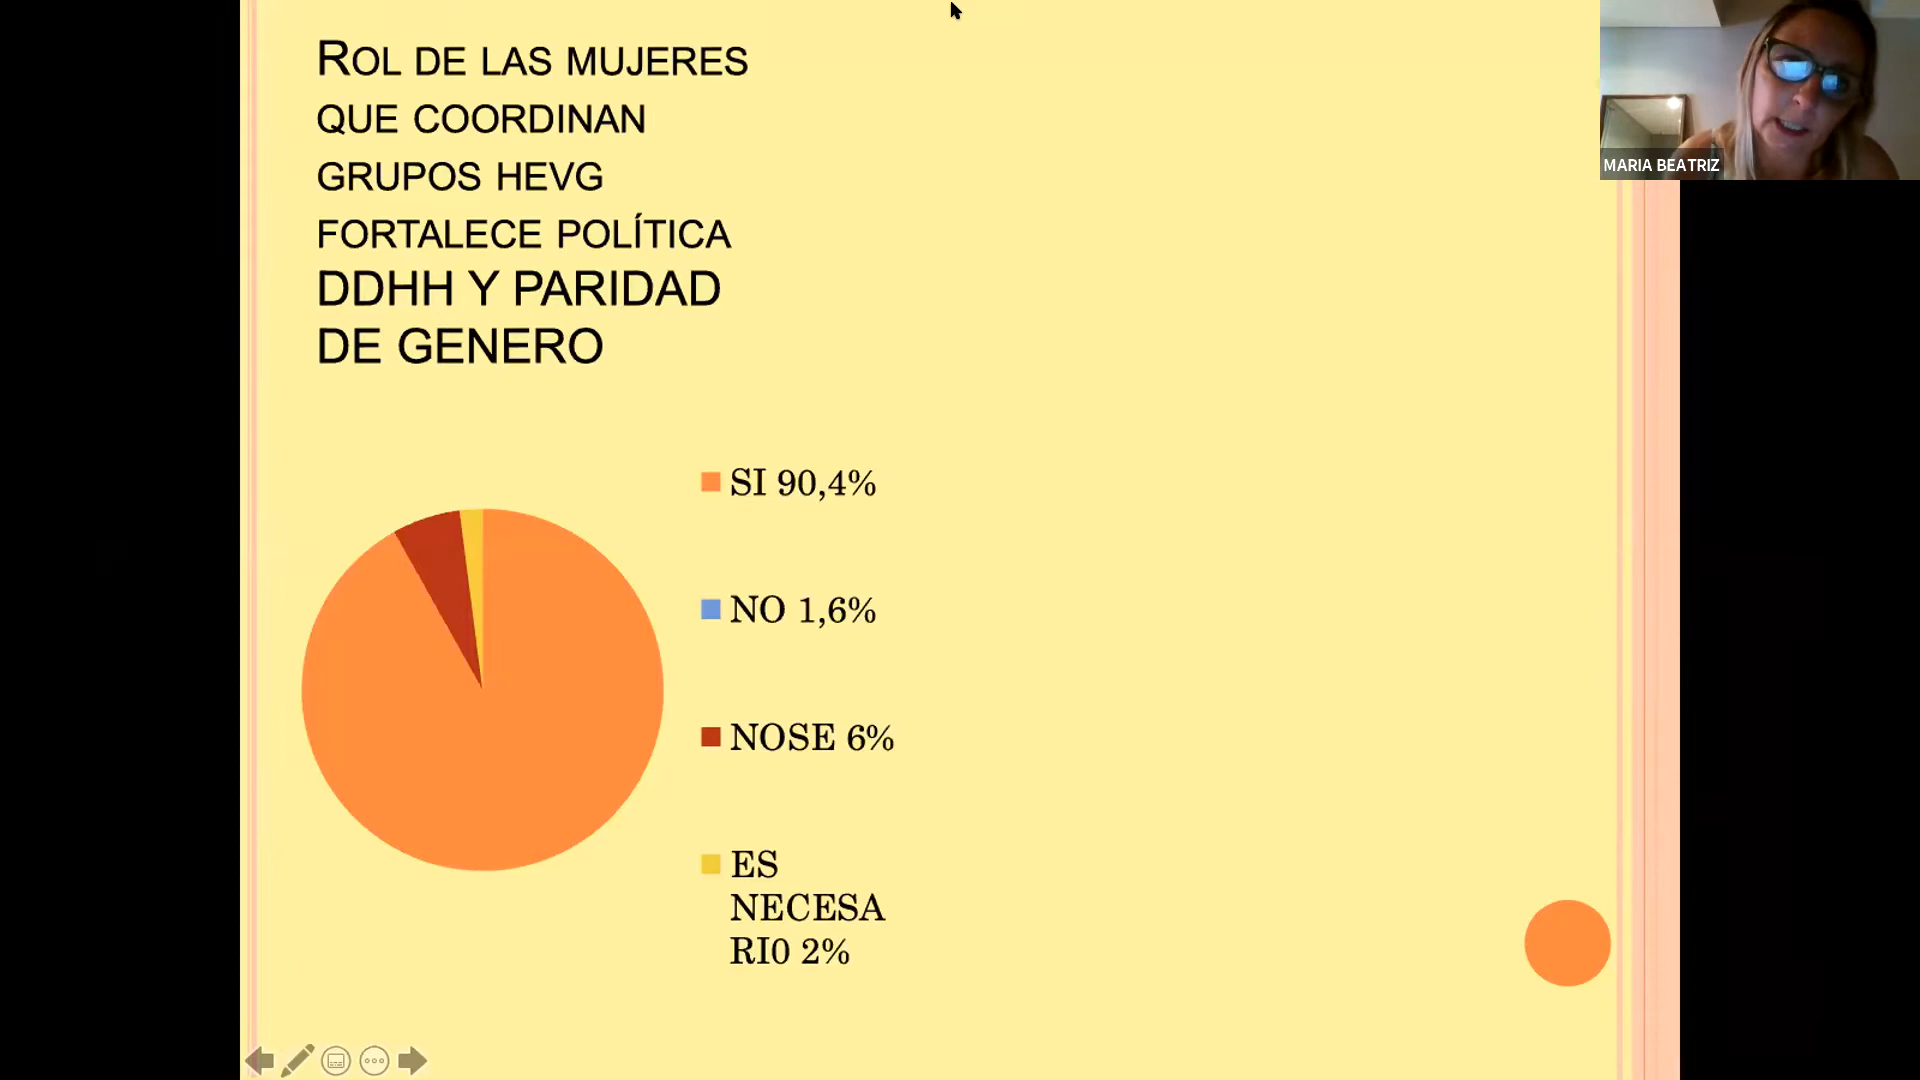 ROL DE LAS MUJERES
QUE COORDINAN
GRUPOS HEVG
FORTALECE POLÍTICA
DDHH Y PARIDAD
DE GENERO
SI 90,4%
NO 1,6%
NOSE 6%
ES
NECESA
RI0 2%
MARIA BEATRIZ